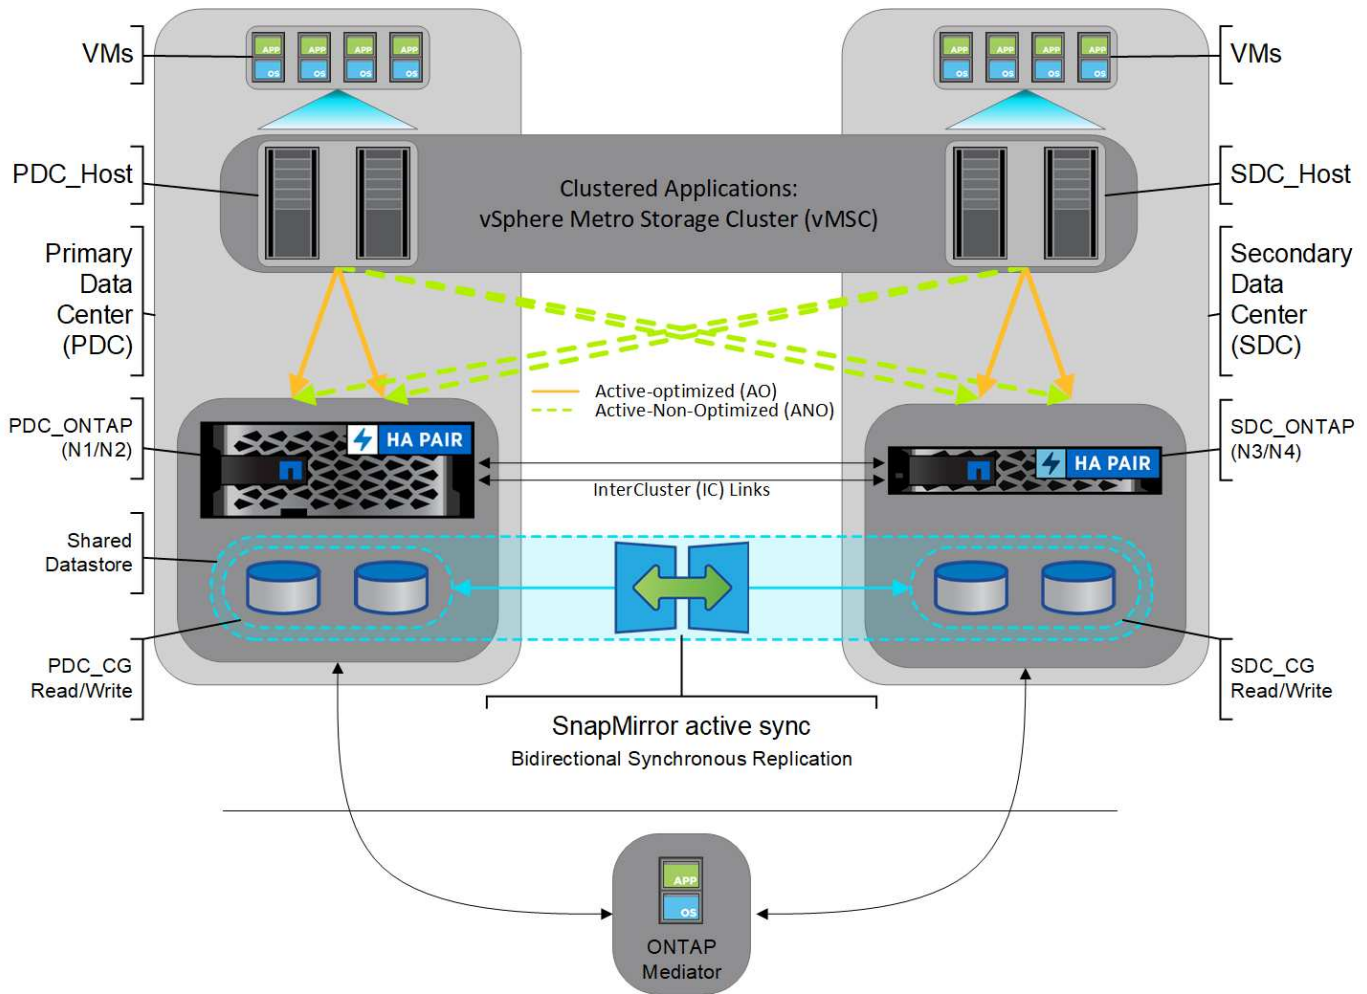 VMs
APP APP APP APP
OS OS OS OS
APP APP APP APP
OS OS OS OS
VMs
PDC_Host
Clustered Applications:
vSphere Metro Storage Cluster (vMSC)
SDC_Host
Primary
Data
Center
(PDC)
Secondary
Data
Center
(SDC)
Active-optimized (AO)
Active-Non-Optimized (ANO)
PDC_ONTAP
(N1/N2)
HA PAIR
HA PAIR
SDC_ONTAP
(N3/N4)
InterCluster (IC) Links
Shared
Datastore
PDC_CG
Read/Write
SDC_CG
Read/Write
SnapMirror active sync
Bidirectional Synchronous Replication
APP
OS
ONTAP
Mediator